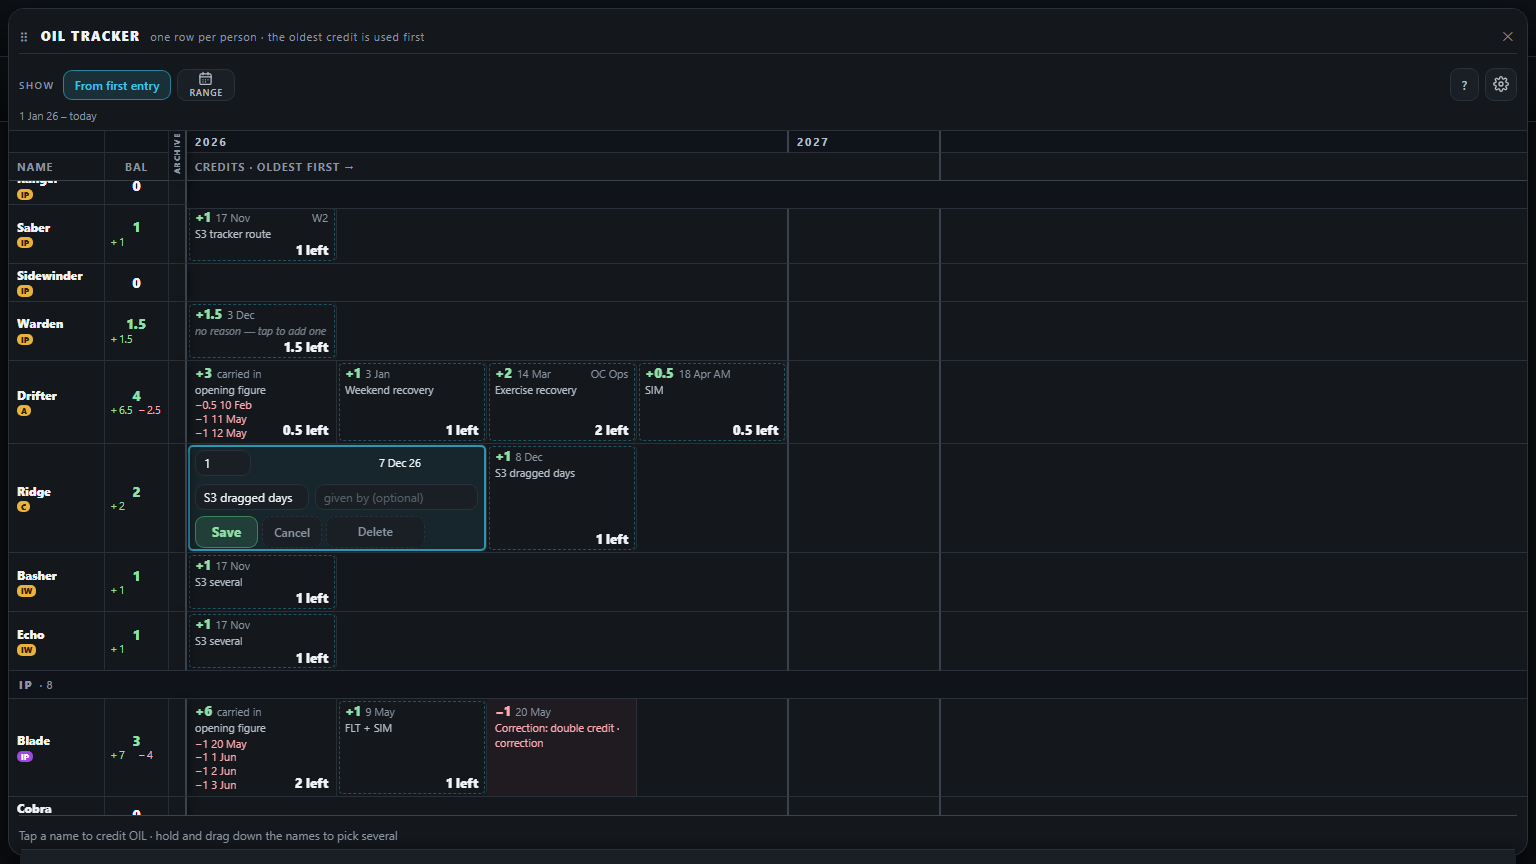 OIL TRACKER one row per person · the oldest credit is used first
SHOW From first entry RANGE ?
1 Jan 26 – today
ARCHIVE 2026 2027
NAME BAL CREDITS · OLDEST FIRST →
IP 0
Saber IP 1 +1 +1 17 Nov W2
S3 tracker route
1 left
Sidewinder IP 0
Warden IP 1.5 +1.5 +1.5 3 Dec
no reason — tap to add one
1.5 left
Drifter A 4 +6.5 −2.5
+3 carried in
opening figure
−0.5 10 Feb
−1 11 May
−1 12 May
0.5 left
+1 3 Jan
Weekend recovery
1 left
+2 14 Mar OC Ops
Exercise recovery
2 left
+0.5 18 Apr AM
SIM
0.5 left
Ridge C 2 +2
1 7 Dec 26
S3 dragged days given by (optional)
Save Cancel Delete
+1 8 Dec
S3 dragged days
1 left
Basher IW 1 +1
+1 17 Nov
S3 several
1 left
Echo IW 1 +1
+1 17 Nov
S3 several
1 left
IP · 8
Blade IP 3 +7 −4
+6 carried in
opening figure
−1 20 May
−1 1 Jun
−1 2 Jun
−1 3 Jun
2 left
+1 9 May
FLT + SIM
1 left
−1 20 May
Correction: double credit ·
correction
Cobra
Tap a name to credit OIL · hold and drag down the names to pick several